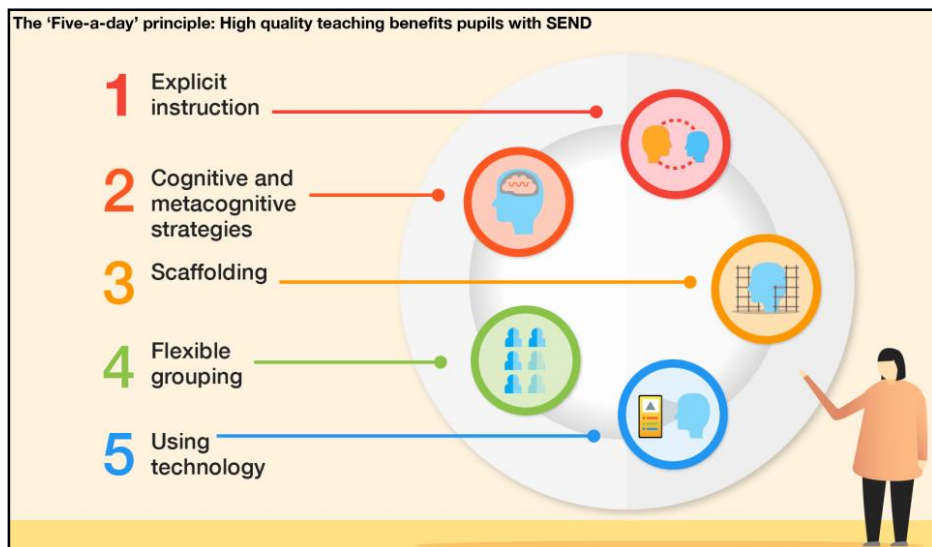 The ‘Five-a-day’ principle: High quality teaching benefits pupils with SEND
1 Explicit
instruction
2 Cognitive and
metacognitive
strategies
3 Scaffolding
4 Flexible
grouping
5 Using
technology